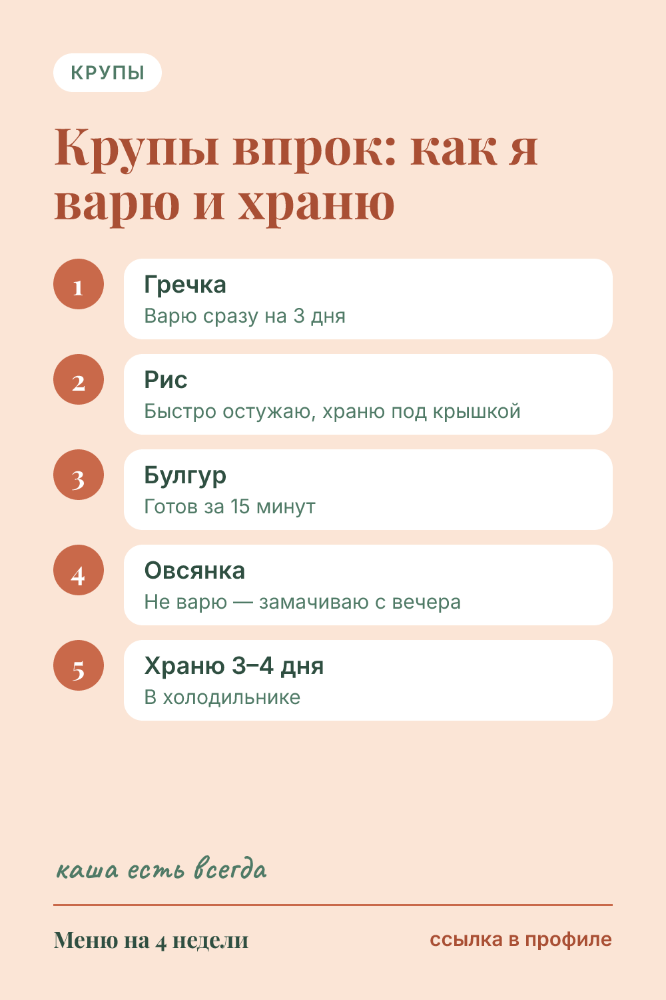 КРУПЫ
Крупы впрок: как я
варю и храню
1
Гречка
Варю сразу на 3 дня
2
Рис
Быстро остужаю, храню под крышкой
3
Булгур
Готов за 15 минут
4
Овсянка
Не варю — замачиваю с вечера
5
Храню 3–4 дня
В холодильнике
каша есть всегда
Меню на 4 недели
ссылка в профиле